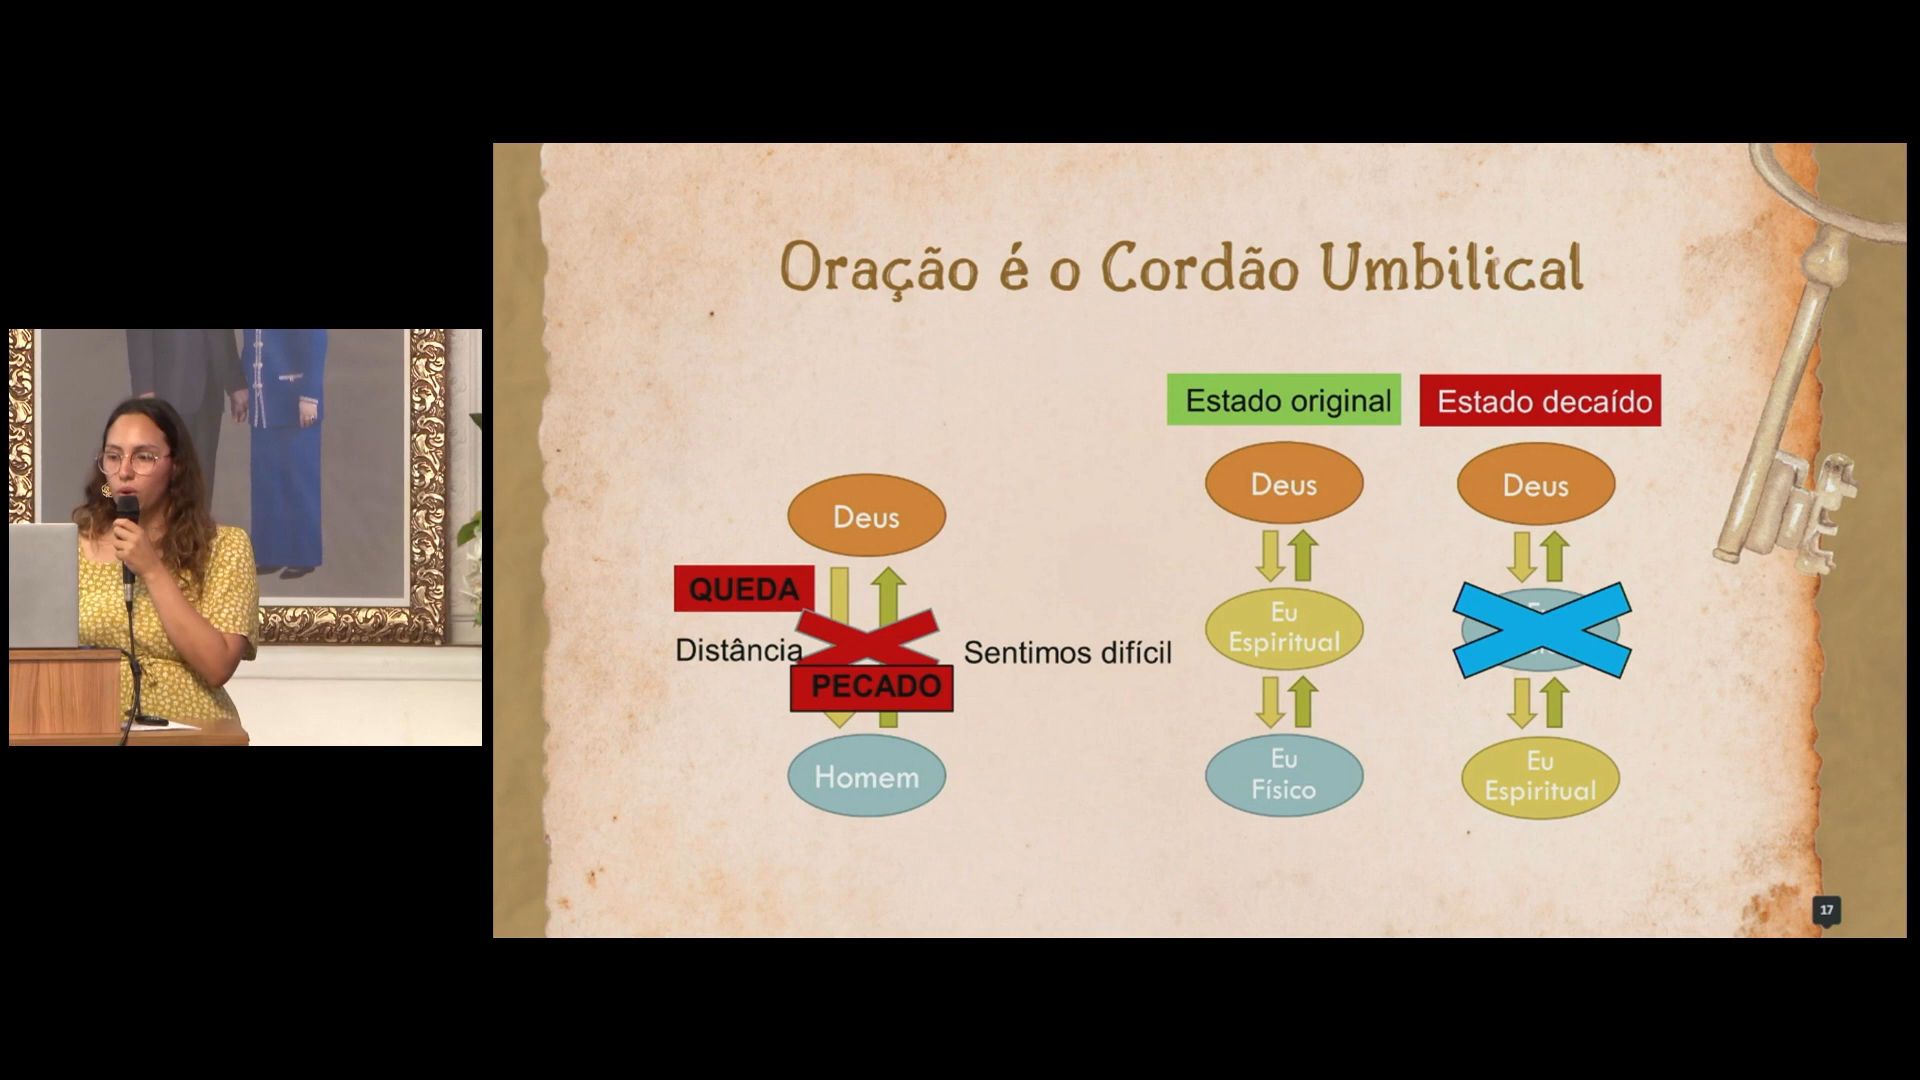 Oração é o Cordão Umbilical
Estado original
Estado decaído
Deus
QUEDA
Distância
Sentimos difícil
PECADO
Homem
Deus
Eu
Espiritual
Eu
Físico
Deus
Eu
Espiritual
17